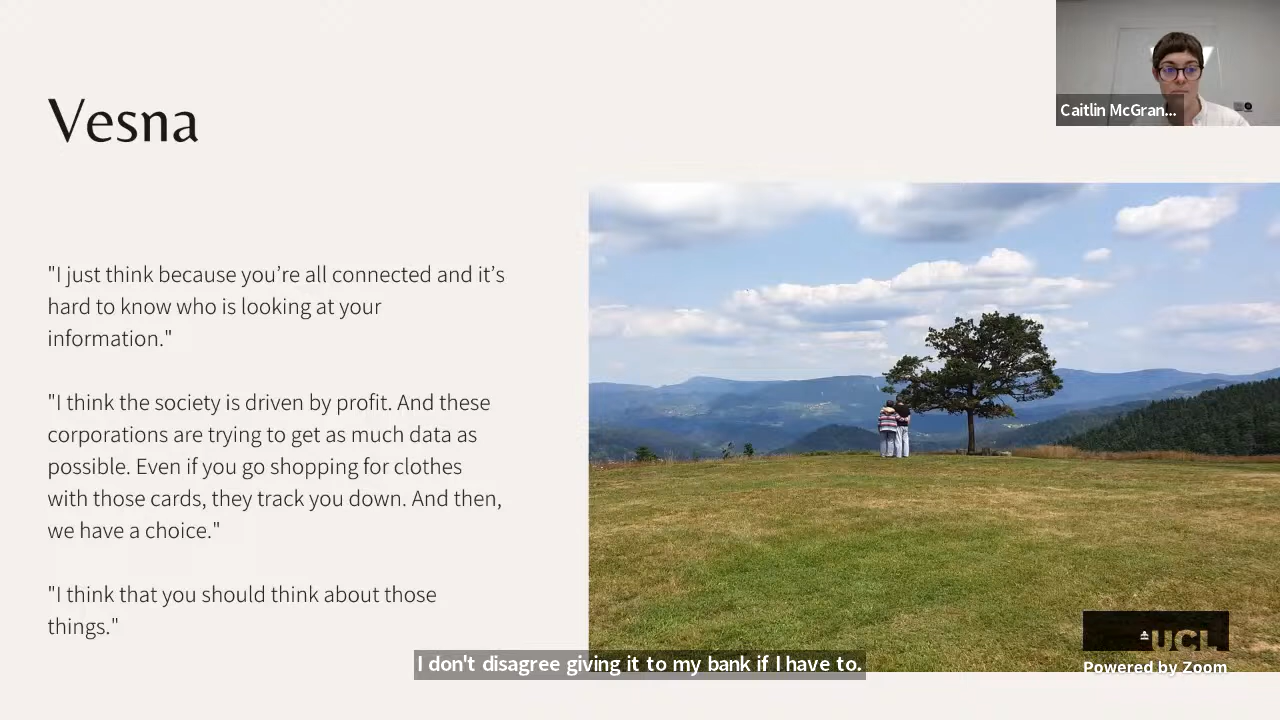 Vesna
Caitlin McGran...
"I just think because you’re all connected and it’s
hard to know who is looking at your
information."
"I think the society is driven by profit. And these
corporations are trying to get as much data as
possible. Even if you go shopping for clothes
with those cards, they track you down. And then,
we have a choice."
"I think that you should think about those
things."
I don't disagree giving it to my bank if I have to.
UCL
Powered by Zoom